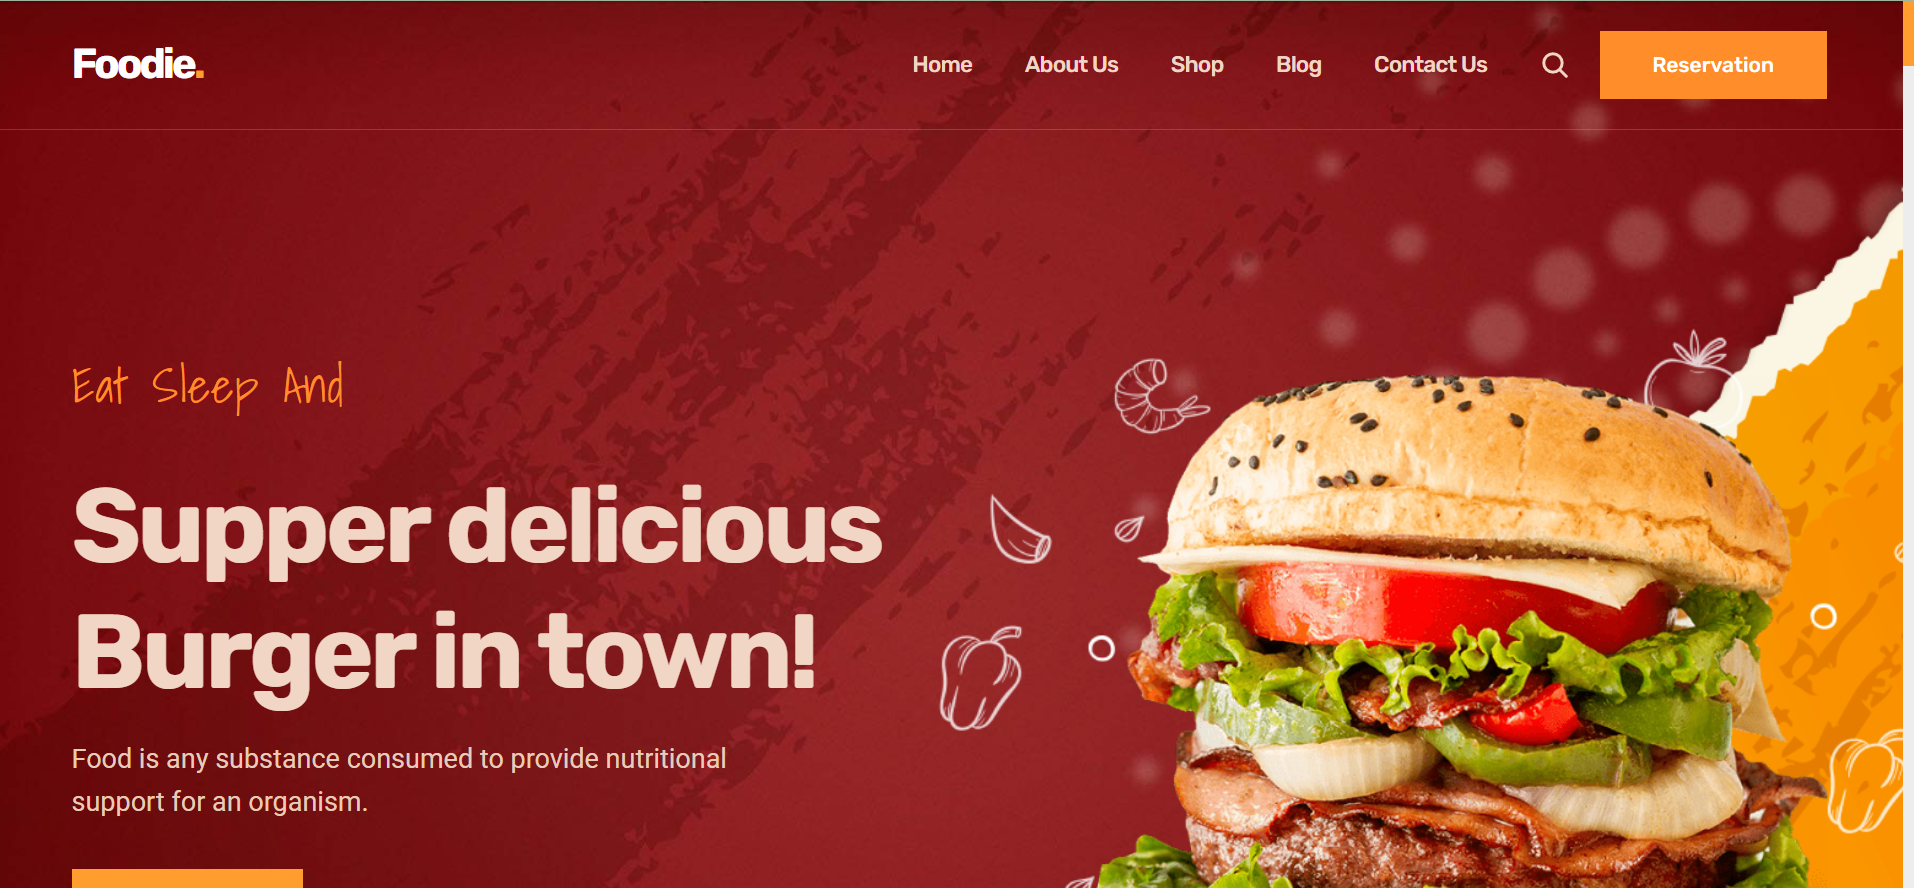 Foodie.
Home About Us Shop Blog Contact Us Reservation
Eat Sleep And
Supper delicious
Burger in town!
Food is any substance consumed to provide nutritional
support for an organism.